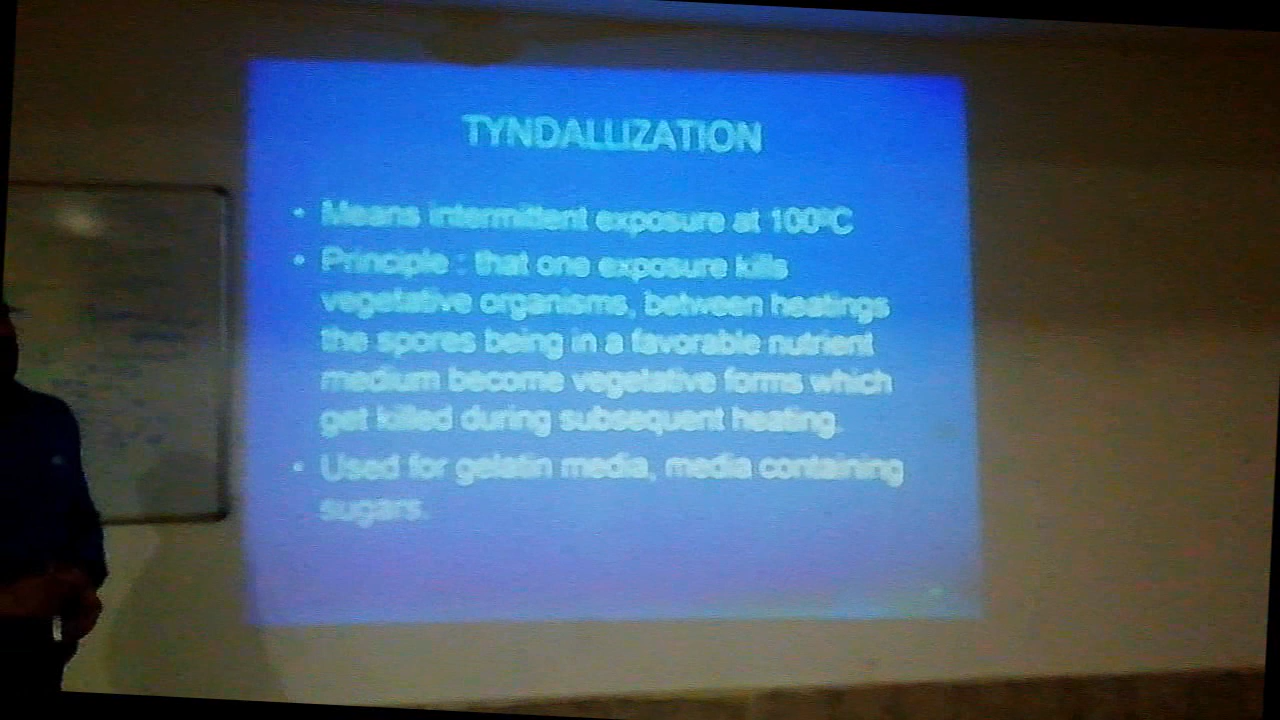 TYNDALLIZATION
• Means intermittent exposure at 100°C
• Principle : that one exposure kills
vegetative organisms, between heatings
the spores being in a favorable nutrient
medium become vegetative forms which
get killed during subsequent heating.
• Used for gelatin media, media containing
sugars.